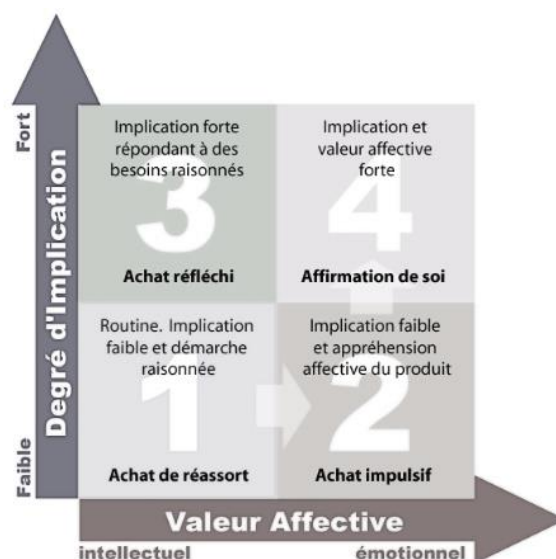 Fort
Degré d'Implication
Faible
Implication forte
répondant à des
besoins raisonnés
3
Achat réfléchi
Implication et
valeur affective
forte
4
Affirmation de soi
Routine. Implication
faible et démarche
raisonnée
1
Achat de réassort
Implication faible
et appréhension
affective du produit
2
Achat impulsif
Valeur Affective
intellectuel
émotionnel